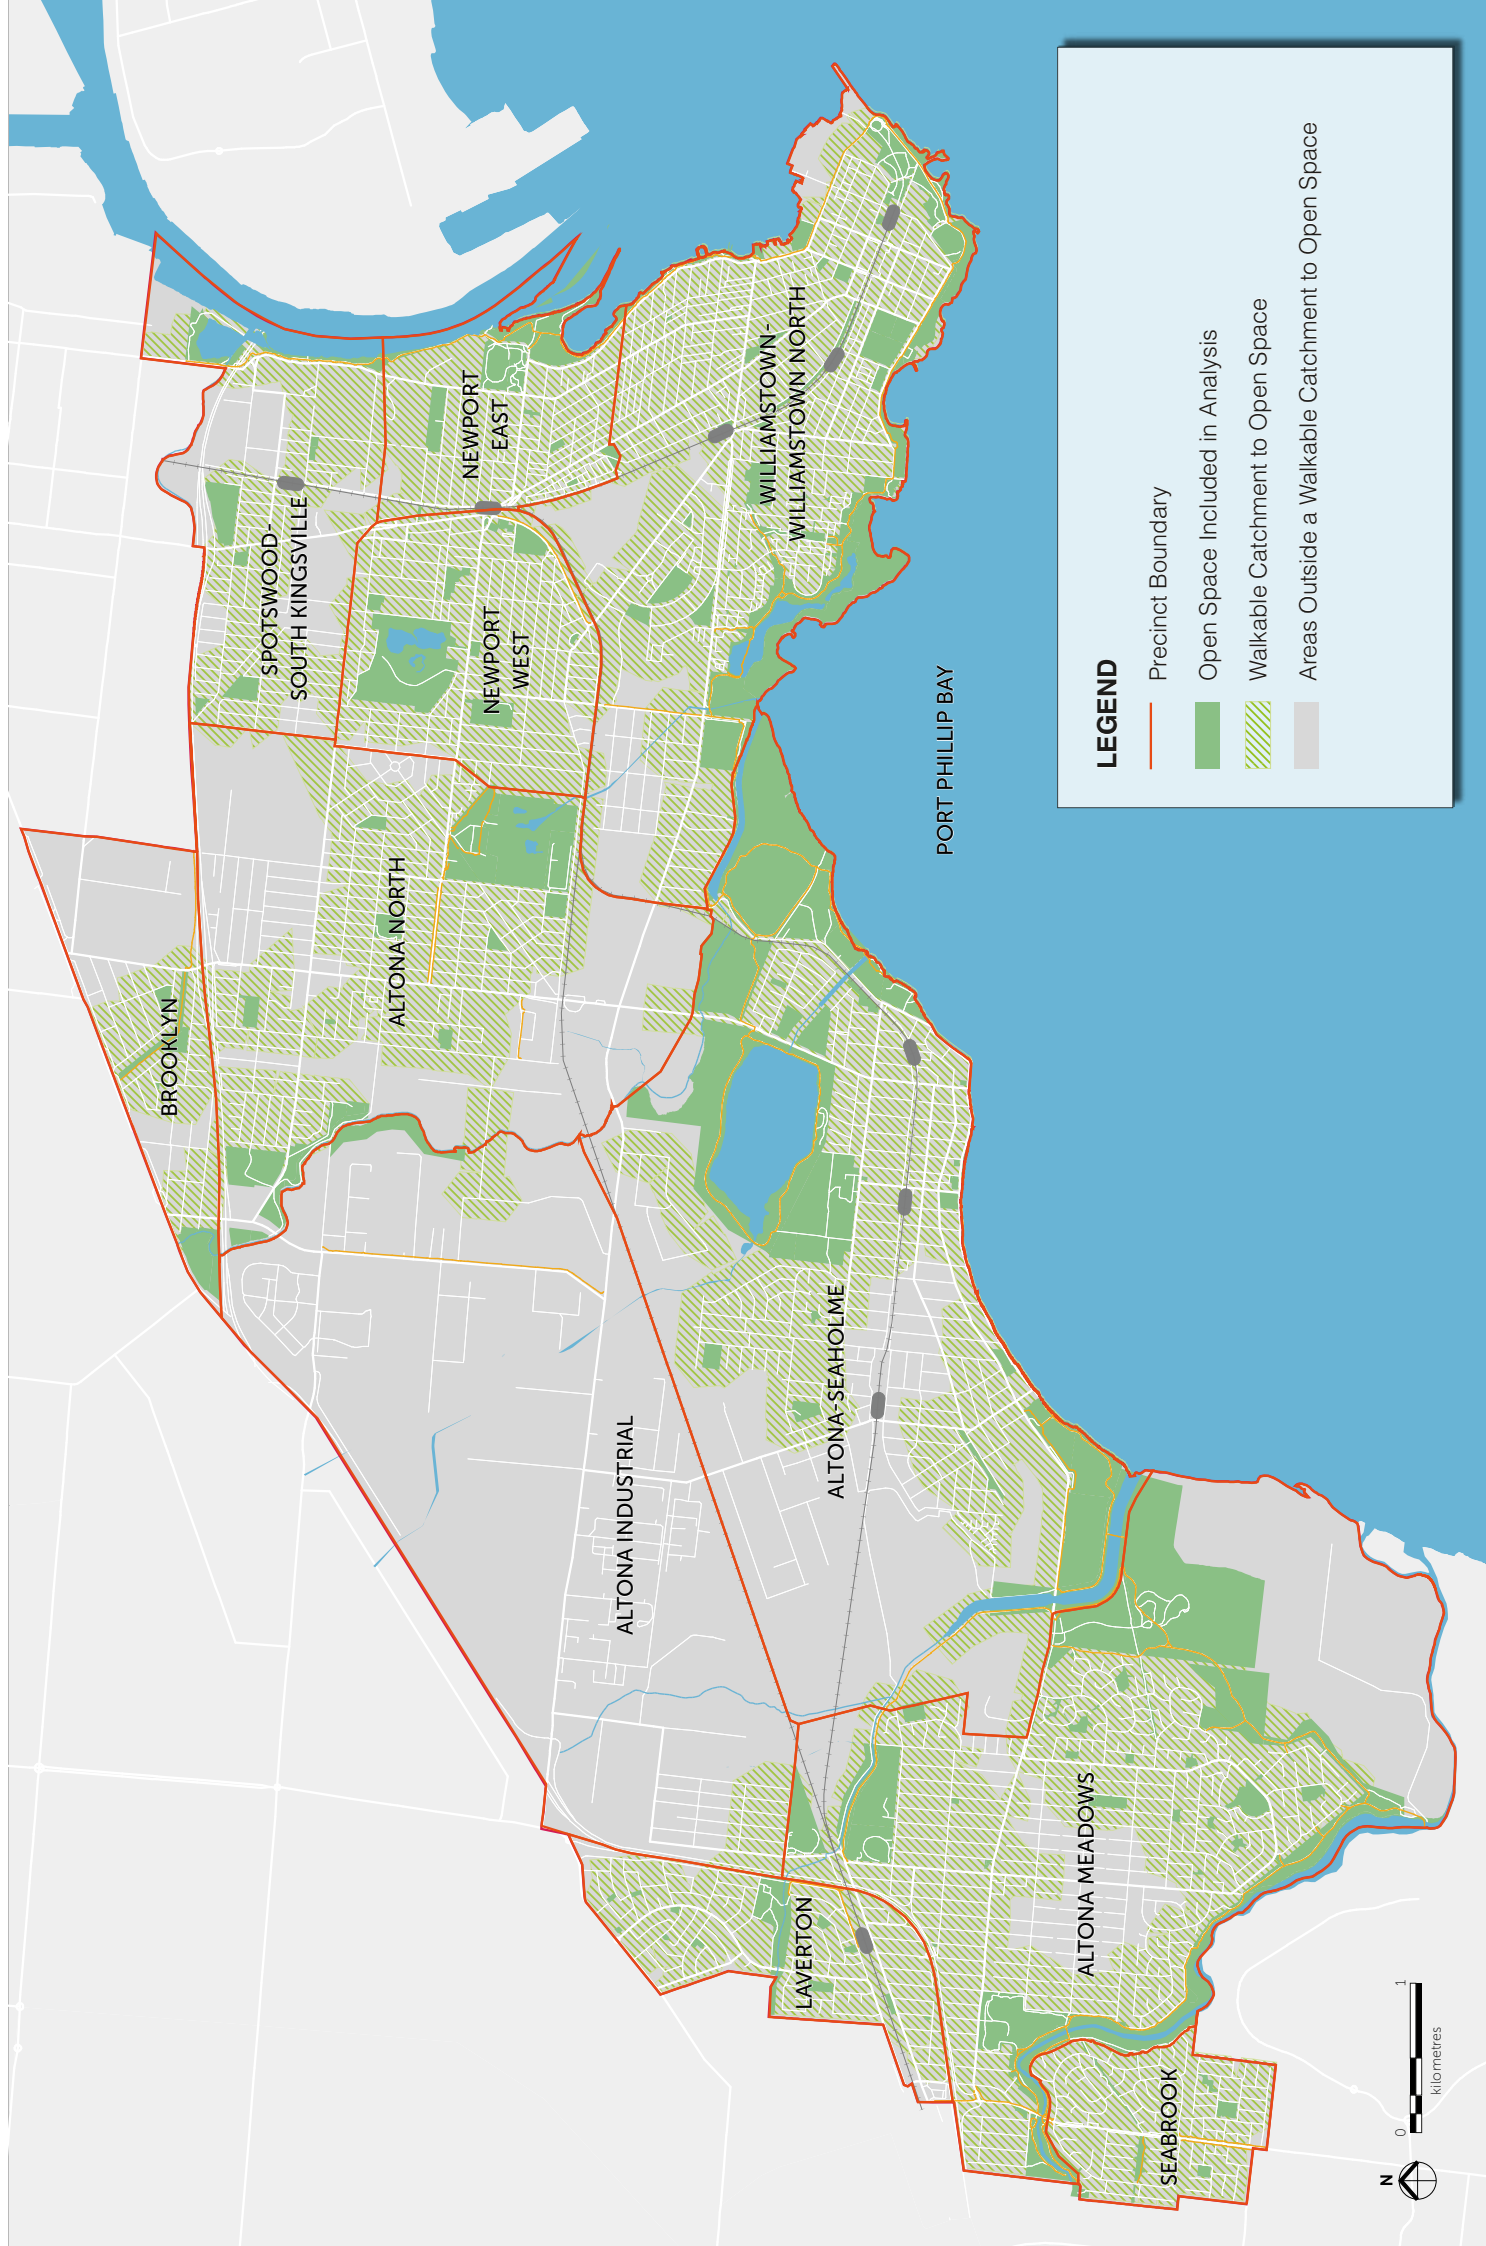 BROOKLYN
SPOTSWOOD-
SOUTH KINGSVILLE
NEWPORT
EAST
NEWPORT
WEST
ALTONA NORTH
WILLIAMSTOWN-
WILLIAMSTOWN NORTH
ALTONA INDUSTRIAL
ALTONA-SEAHOLME
PORT PHILLIP BAY
LAVERTON
ALTONA MEADOWS
SEABROOK
LEGEND
Precinct Boundary
Open Space Included in Analysis
Walkable Catchment to Open Space
Areas Outside a Walkable Catchment to Open Space
N
0 1
kilometres